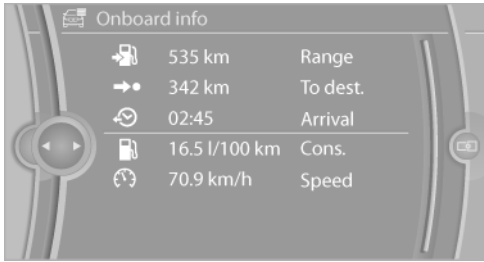 Onboard info
535 km Range
342 km To dest.
02:45 Arrival
16.5 l/100 km Cons.
70.9 km/h Speed